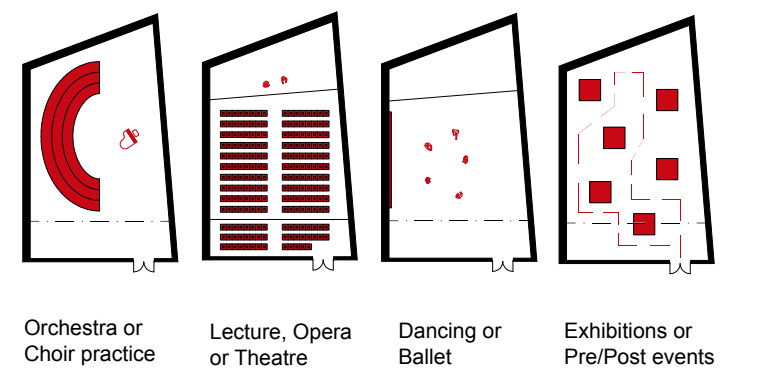 Orchestra or
Choir practice
Lecture, Opera
or Theatre
Dancing or
Ballet
Exhibitions or
Pre/Post events